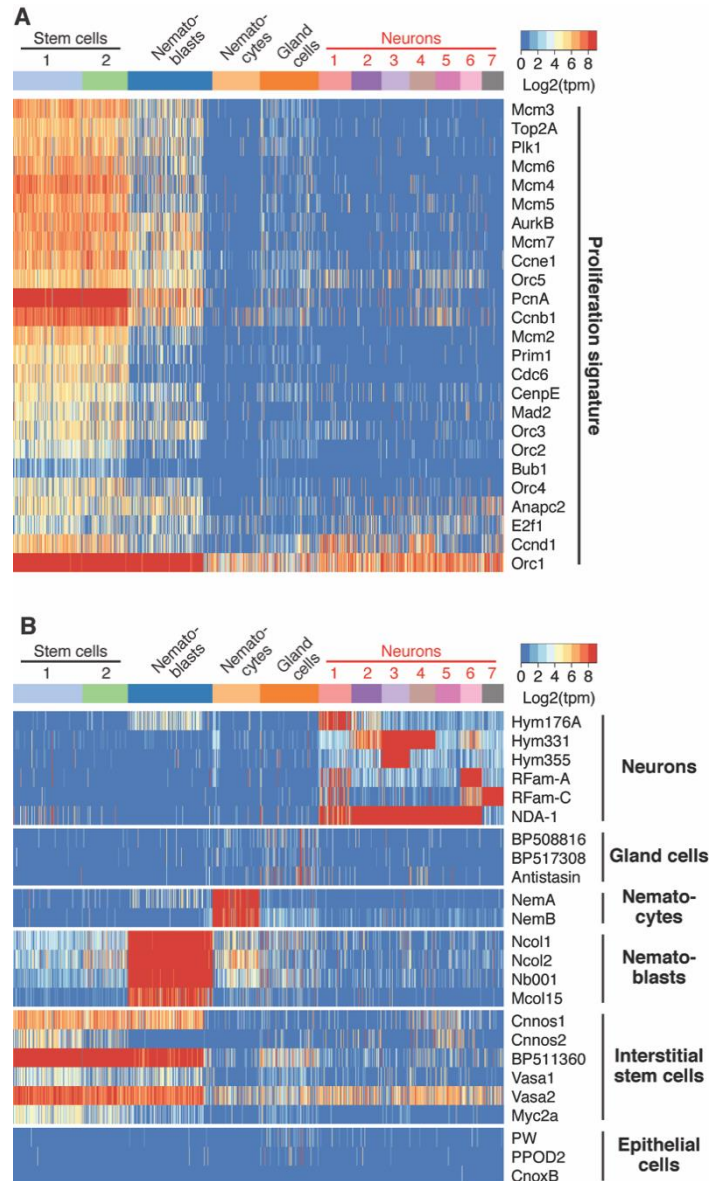 A
Stem cells
1 2
Nemato-
blasts
Nemato-
cytes
Gland
cells
Neurons
1 2 3 4 5 6 7
0 2 4 6 8
Log2(tpm)
Mcm3
Top2A
Plk1
Mcm6
Mcm4
Mcm5
AurkB
Mcm7
Ccne1
Orc5
PcnA
Ccnb1
Mcm2
Prim1
Cdc6
CenpE
Mad2
Orc3
Orc2
Bub1
Orc4
Anapc2
E2f1
Ccnd1
Orc1
Proliferation signature
B
Stem cells
1 2
Nemato-
blasts
Nemato-
cytes
Gland
cells
Neurons
1 2 3 4 5 6 7
0 2 4 6 8
Log2(tpm)
Hym176A
Hym331
Hym355
RFam-A
RFam-C
NDA-1
Neurons
BP508816
BP517308
Antistasin
Gland cells
NemA
NemB
Nemato-
cytes
Ncol1
Ncol2
Nb001
Mcol15
Nemato-
blasts
Cnnos1
Cnnos2
BP511360
Vasa1
Vasa2
Myc2a
Interstitial
stem cells
PW
PPOD2
CnoxB
Epithelial
cells